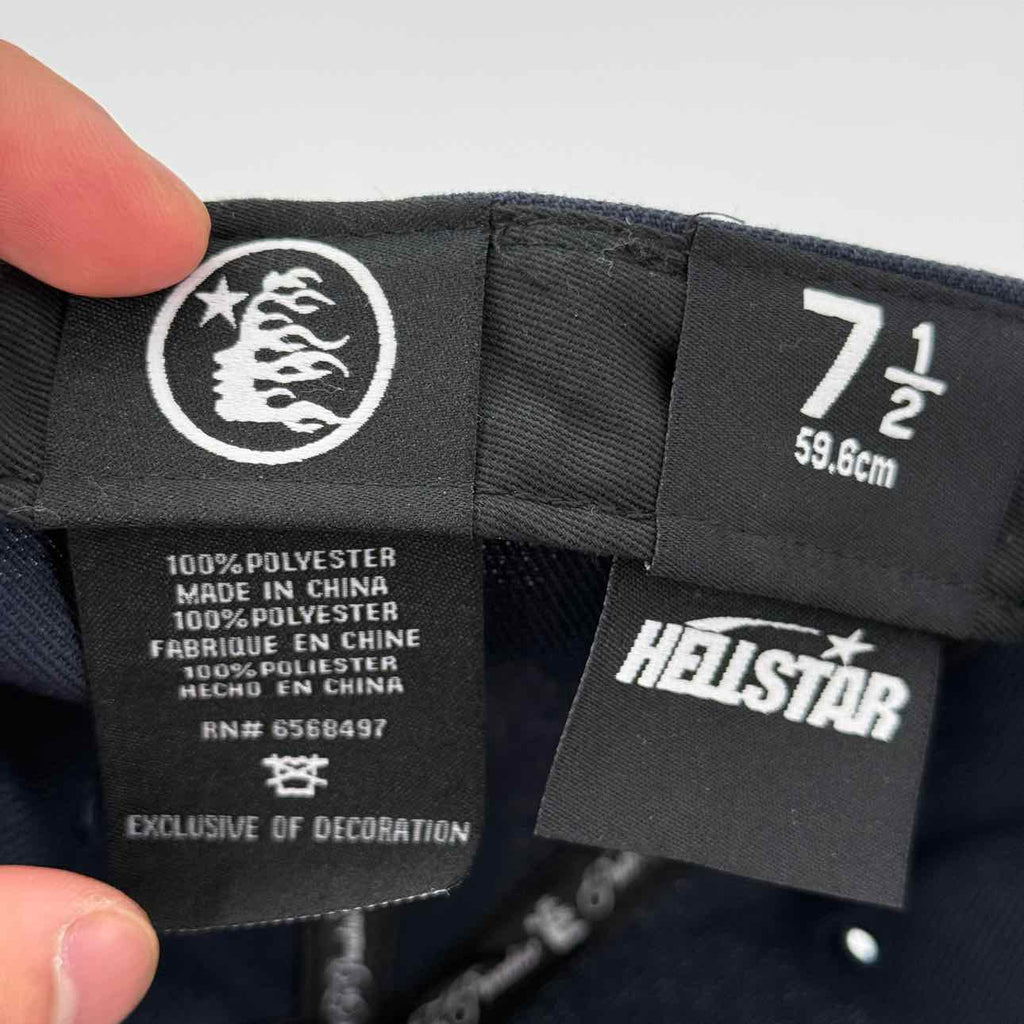 7 1/2
59.6cm
100% POLYESTER
MADE IN CHINA
100% POLYESTER
FABRIQUE EN CHINE
100% POLIESTER
HECHO EN CHINA
RN# 6568497
EXCLUSIVE OF DECORATION
HELLSTAR